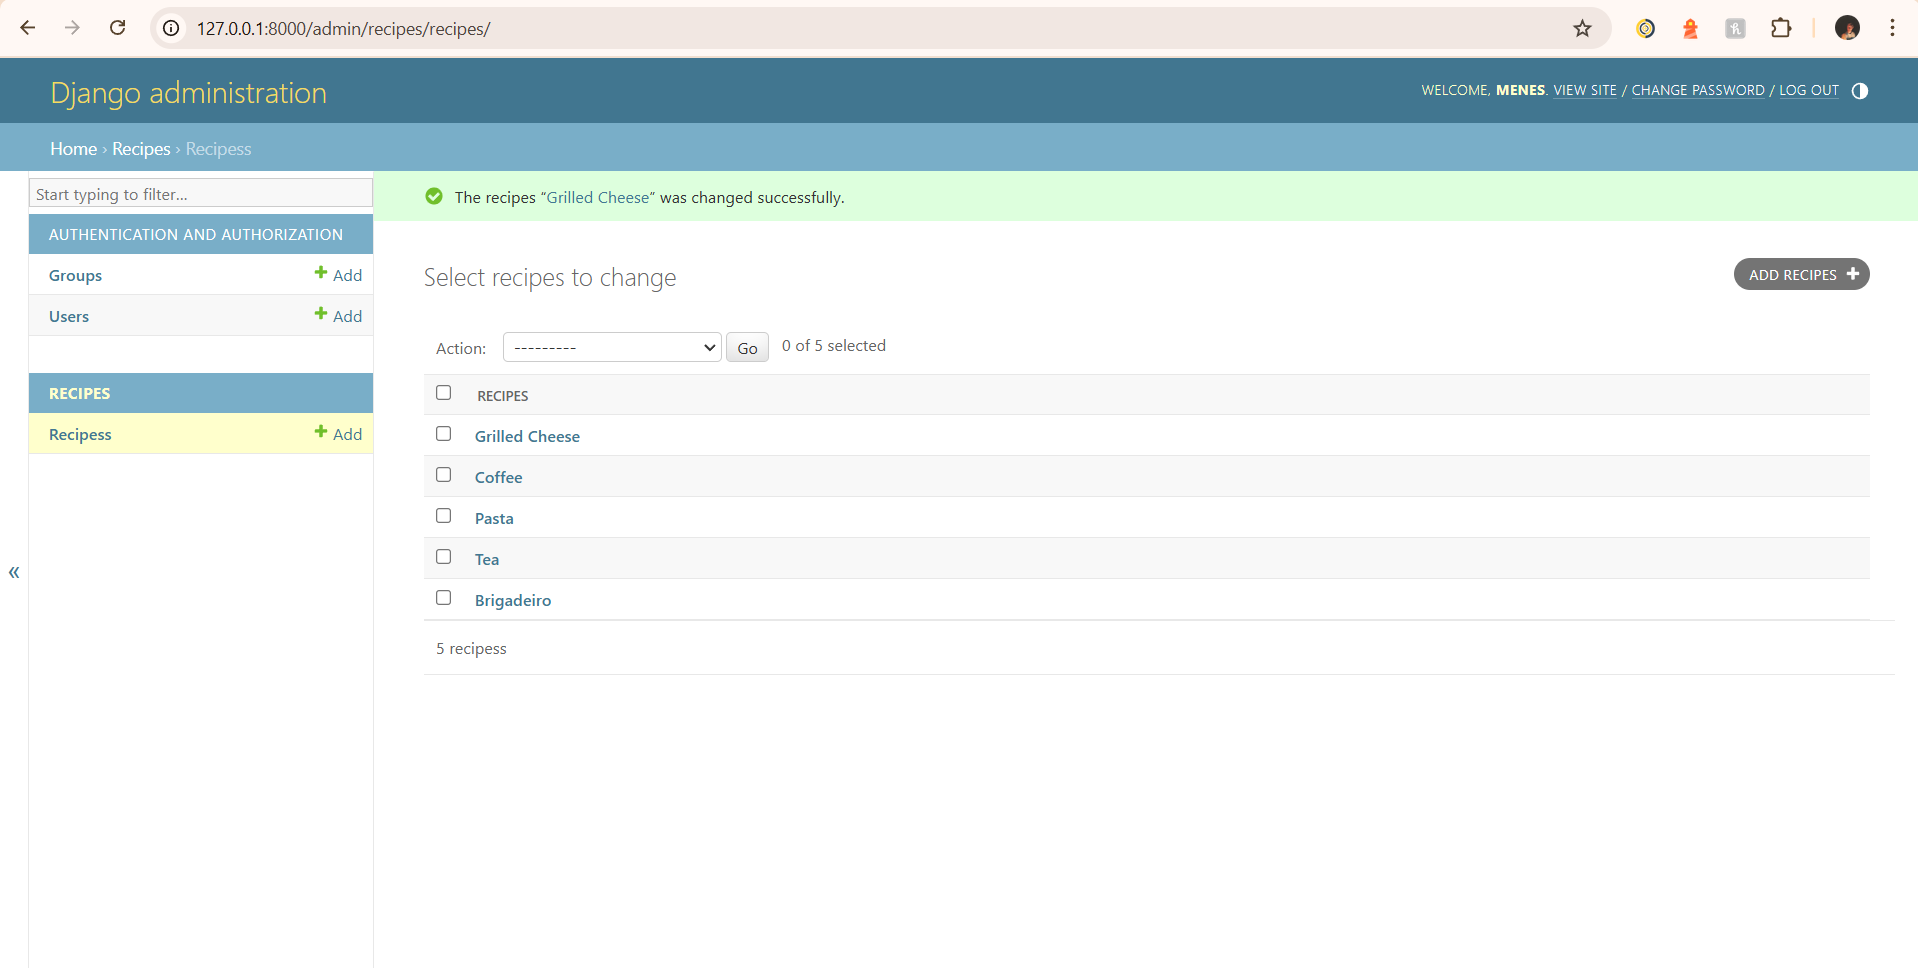 127.0.0.1:8000/admin/recipes/recipes/
Django administration
WELCOME, MENES. VIEW SITE / CHANGE PASSWORD / LOG OUT
Home › Recipes › Recipess
Start typing to filter...
AUTHENTICATION AND AUTHORIZATION
Groups
Add
Users
Add
RECIPES
Recipess
Add
The recipes “Grilled Cheese” was changed successfully.
Select recipes to change
ADD RECIPES
Action: --------- Go 0 of 5 selected
RECIPES
Grilled Cheese
Coffee
Pasta
Tea
Brigadeiro
5 recipess
«